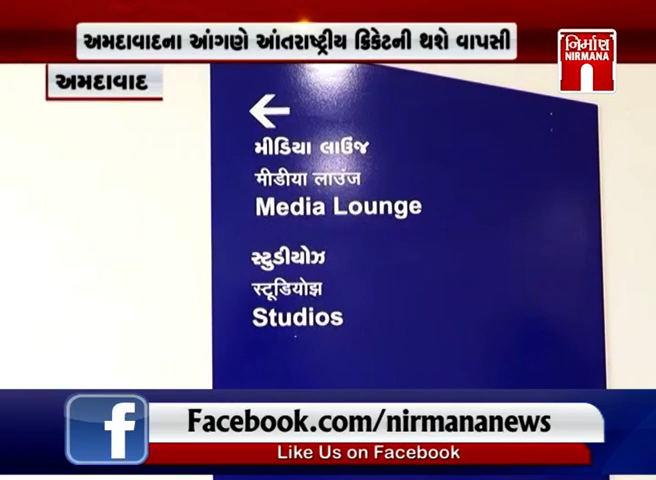 અમદાવાદના આંગણે આંતરાષ્ટ્રીય ક્રિકેટની થશે વાપસી
નિર્માણ
NIRMANA
અમદાવાદ
મીડિયા લાઉંજ
मीडीया लाउंज
Media Lounge
સ્ટુડીયોઝ
स्टूडियोझ
Studios
Facebook.com/nirmananews
Like Us on Facebook